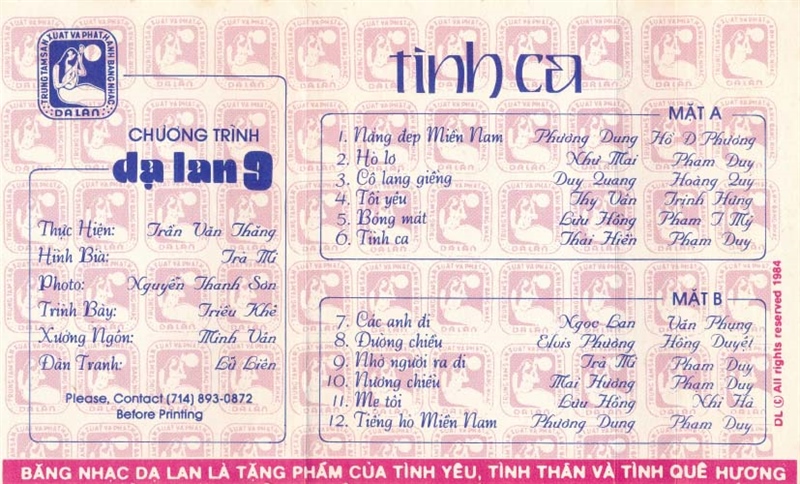 TRUNG TÂM SẢN XUẤT VÀ PHÁT HÀNH BĂNG NHẠC
DẠ LAN
CHƯƠNG TRÌNH
dạ lan 9
Thực Hiện: Trần Văn Thăng
Hình Bìa: Trà Mi
Photo: Nguyễn Thanh Sơn
Trình Bày: Triều Khê
Xướng Ngôn: Minh Vân
Đàn Tranh: Lữ Liên
Please, Contact (714) 893-0872
Before Printing
tình ca
MẶT A
1. Nắng đẹp Miền Nam Phương Dung Hồ Đ Phương
2. Hò lơ Như Mai Phạm Duy
3. Cô láng giềng Duy Quang Hoàng Quý
4. Tôi yêu Thy Vân Trịnh Hưng
5. Bóng mát Lưu Hồng Phạm T Mỹ
6. Tình ca Thái Hiền Phạm Duy
MẶT B
7. Các anh đi Ngọc Lan Văn Phụng
8. Đường chiều Elvis Phương Hồng Duyệt
9. Nhớ người ra đi Trà Mi Phạm Duy
10. Nương chiều Mai Hương Phạm Duy
11. Mẹ tôi Lưu Hồng Nhị Hà
12. Tiếng hò Miền Nam Phương Dung Phạm Duy
DL © All rights reserved 1984
BĂNG NHẠC DẠ LAN LÀ TẶNG PHẨM CỦA TÌNH YÊU, TÌNH THÂN VÀ TÌNH QUÊ HƯƠNG